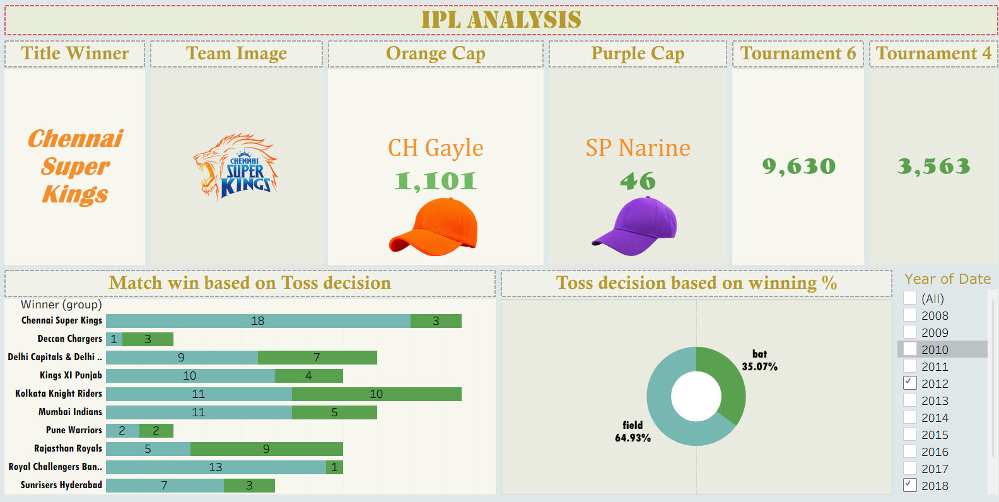 IPL ANALYSIS
Title Winner
Team Image
Orange Cap
Purple Cap
Tournament 6
Tournament 4
Chennai
Super
Kings
CHENNAI
SUPER
KINGS
CH Gayle
1,101
SP Narine
46
9,630
3,563
Match win based on Toss decision
Winner (group)
Chennai Super Kings 18 3
Deccan Chargers 1 3
Delhi Capitals & Delhi .. 9 7
Kings XI Punjab 10 4
Kolkata Knight Riders 11 10
Mumbai Indians 11 5
Pune Warriors 2 2
Rajasthan Royals 5 9
Royal Challengers Ban.. 13 1
Sunrisers Hyderabad 7 3
Toss decision based on winning %
bat
35.07%
field
64.93%
Year of Date
(All)
2008
2009
2010
2011
2012
2013
2014
2015
2016
2017
2018